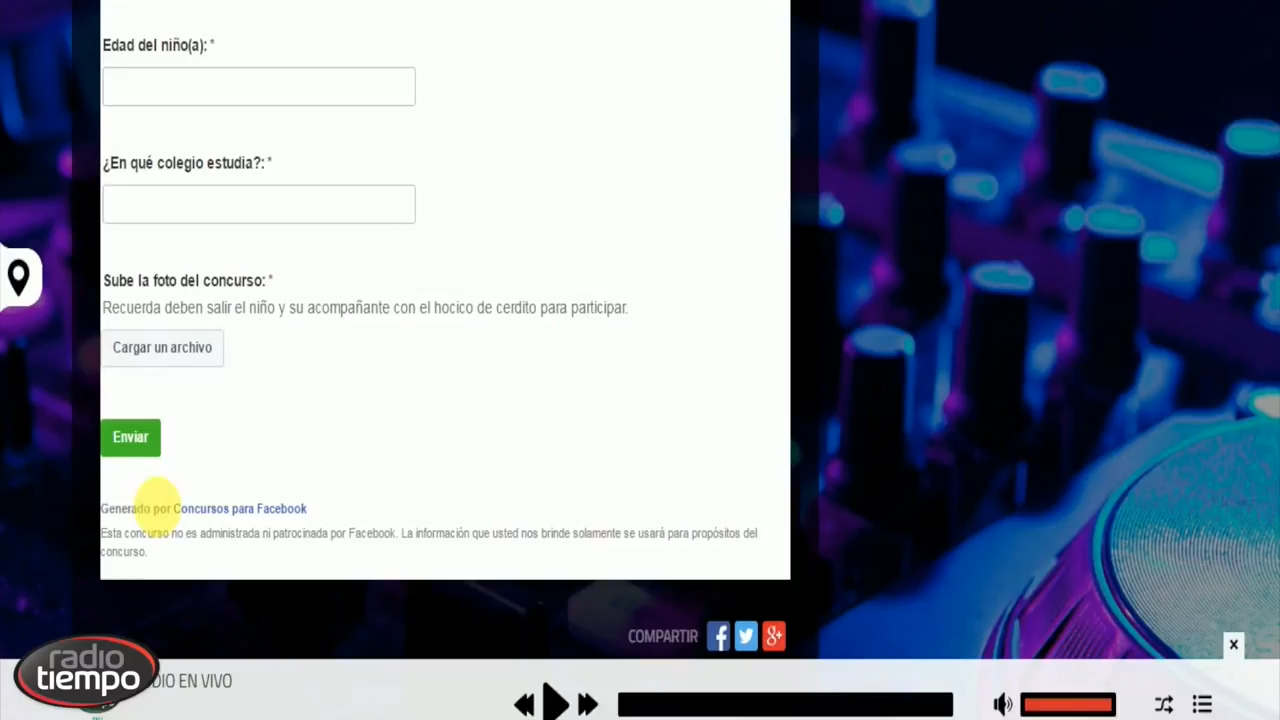 Edad del niño(a): *
¿En qué colegio estudia?: *
Sube la foto del concurso: *
Recuerda deben salir el niño y su acompañante con el hocico de cerdito para participar.
Cargar un archivo
Enviar
Generado por Concursos para Facebook
Esta concurso no es administrada ni patrocinada por Facebook. La información que usted nos brinde solamente se usará para propósitos del
concurso.
COMPARTIR
radio
tiempo
DIO EN VIVO